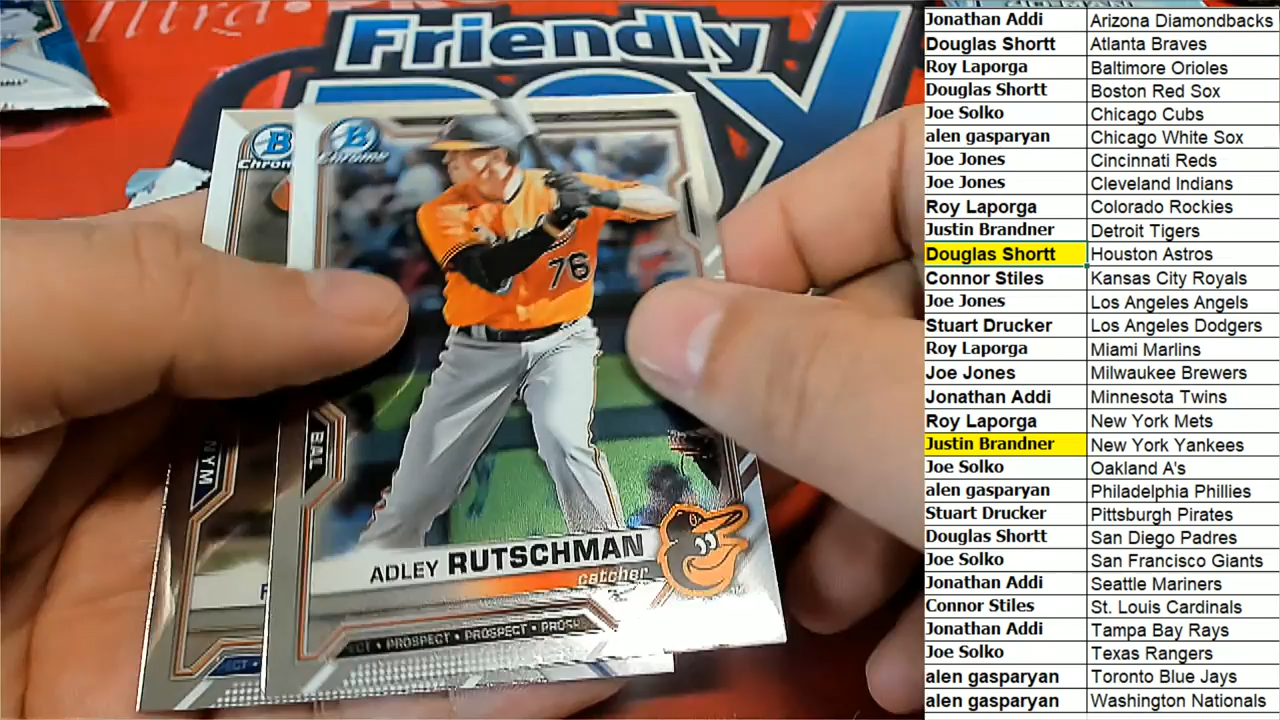 Friendly
B
Chrome
B
Chrome
76
NYM
BAL
ADLEY RUTSCHMAN
catcher
PROSPECT • PROSPECT
Jonathan Addi Arizona Diamondbacks
Douglas Shortt Atlanta Braves
Roy Laporga Baltimore Orioles
Douglas Shortt Boston Red Sox
Joe Solko Chicago Cubs
alen gasparyan Chicago White Sox
Joe Jones Cincinnati Reds
Joe Jones Cleveland Indians
Roy Laporga Colorado Rockies
Justin Brandner Detroit Tigers
Douglas Shortt Houston Astros
Connor Stiles Kansas City Royals
Joe Jones Los Angeles Angels
Stuart Drucker Los Angeles Dodgers
Roy Laporga Miami Marlins
Joe Jones Milwaukee Brewers
Jonathan Addi Minnesota Twins
Roy Laporga New York Mets
Justin Brandner New York Yankees
Joe Solko Oakland A's
alen gasparyan Philadelphia Phillies
Stuart Drucker Pittsburgh Pirates
Douglas Shortt San Diego Padres
Joe Solko San Francisco Giants
Jonathan Addi Seattle Mariners
Connor Stiles St. Louis Cardinals
Jonathan Addi Tampa Bay Rays
Joe Solko Texas Rangers
alen gasparyan Toronto Blue Jays
alen gasparyan Washington Nationals